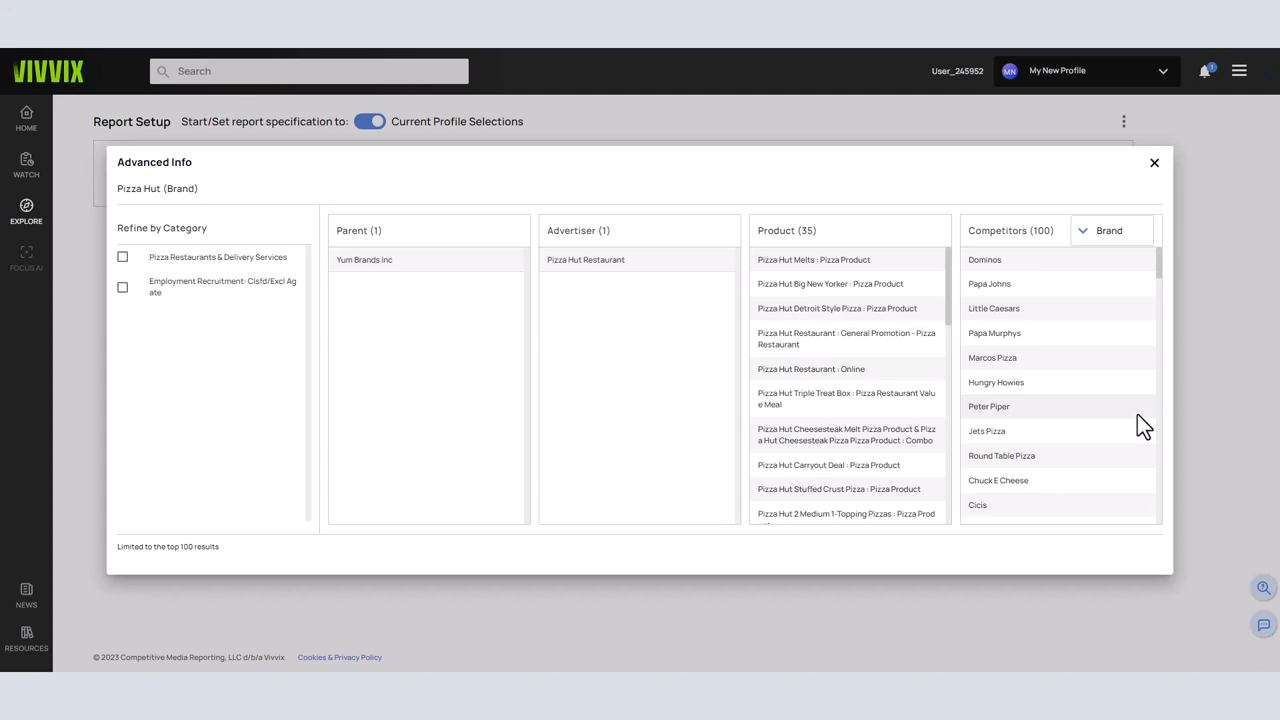 VIVVIX
Search
User_245952
MN
My New Profile
1
HOME
WATCH
EXPLORE
FOCUS AI
NEWS
RESOURCES
Report Setup
Start/Set report specification to:
Current Profile Selections
Advanced Info
Pizza Hut (Brand)
Refine by Category
Pizza Restaurants & Delivery Services
Employment Recruitment: Clsfd/Excl Ag
ate
Parent (1)
Yum Brands Inc
Advertiser (1)
Pizza Hut Restaurant
Product (35)
Pizza Hut Melts : Pizza Product
Pizza Hut Big New Yorker : Pizza Product
Pizza Hut Detroit Style Pizza : Pizza Product
Pizza Hut Restaurant : General Promotion - Pizza
Restaurant
Pizza Hut Restaurant : Online
Pizza Hut Triple Treat Box : Pizza Restaurant Valu
e Meal
Pizza Hut Cheesesteak Melt Pizza Product & Pizz
a Hut Cheesesteak Pizza Pizza Product : Combo
Pizza Hut Carryout Deal : Pizza Product
Pizza Hut Stuffed Crust Pizza : Pizza Product
Pizza Hut 2 Medium 1-Topping Pizzas : Pizza Prod
Competitors (100)
Brand
Dominos
Papa Johns
Little Caesars
Papa Murphys
Marcos Pizza
Hungry Howies
Peter Piper
Jets Pizza
Round Table Pizza
Chuck E Cheese
Cicis
Limited to the top 100 results
© 2023 Competitive Media Reporting, LLC d/b/a Vivvix
Cookies & Privacy Policy